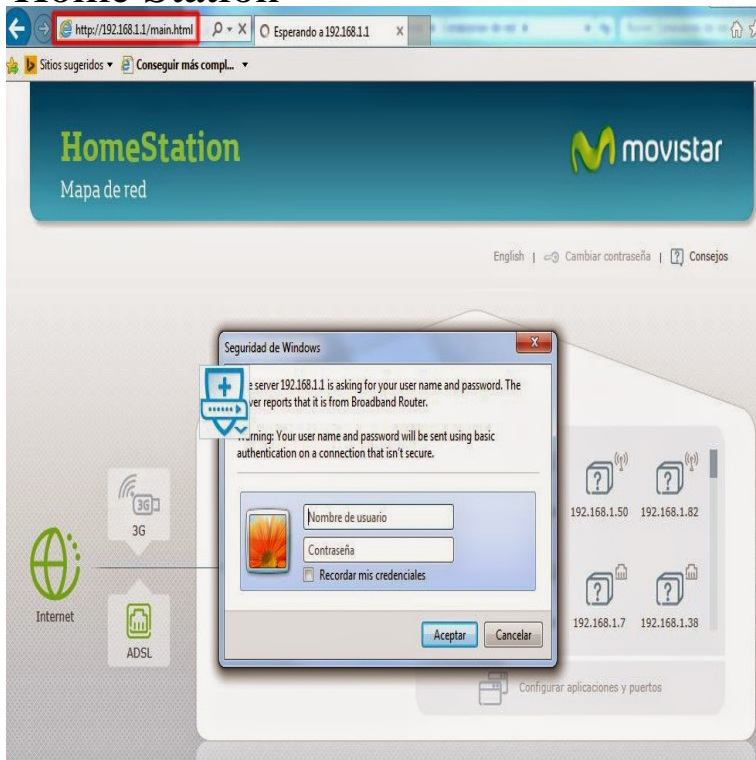 Home Station
http://192.168.1.1/main.html
Esperando a 192.168.1.1
Sitios sugeridos
Conseguir más compl...
HomeStation
movistar
Mapa de red
English | Cambiar contraseña | Consejos
Seguridad de Windows
server 192.168.1.1 is asking for your user name and password. The
reports that it is from Broadband Router.
Your user name and password will be sent using basic
authentication on a connection that isn't secure.
Nombre de usuario
Contraseña
Recordar mis credenciales
Aceptar
Cancelar
3G
3G
Internet
ADSL
192.168.1.50
192.168.1.82
192.168.1.7
192.168.1.38
Configurar aplicaciones y puertos